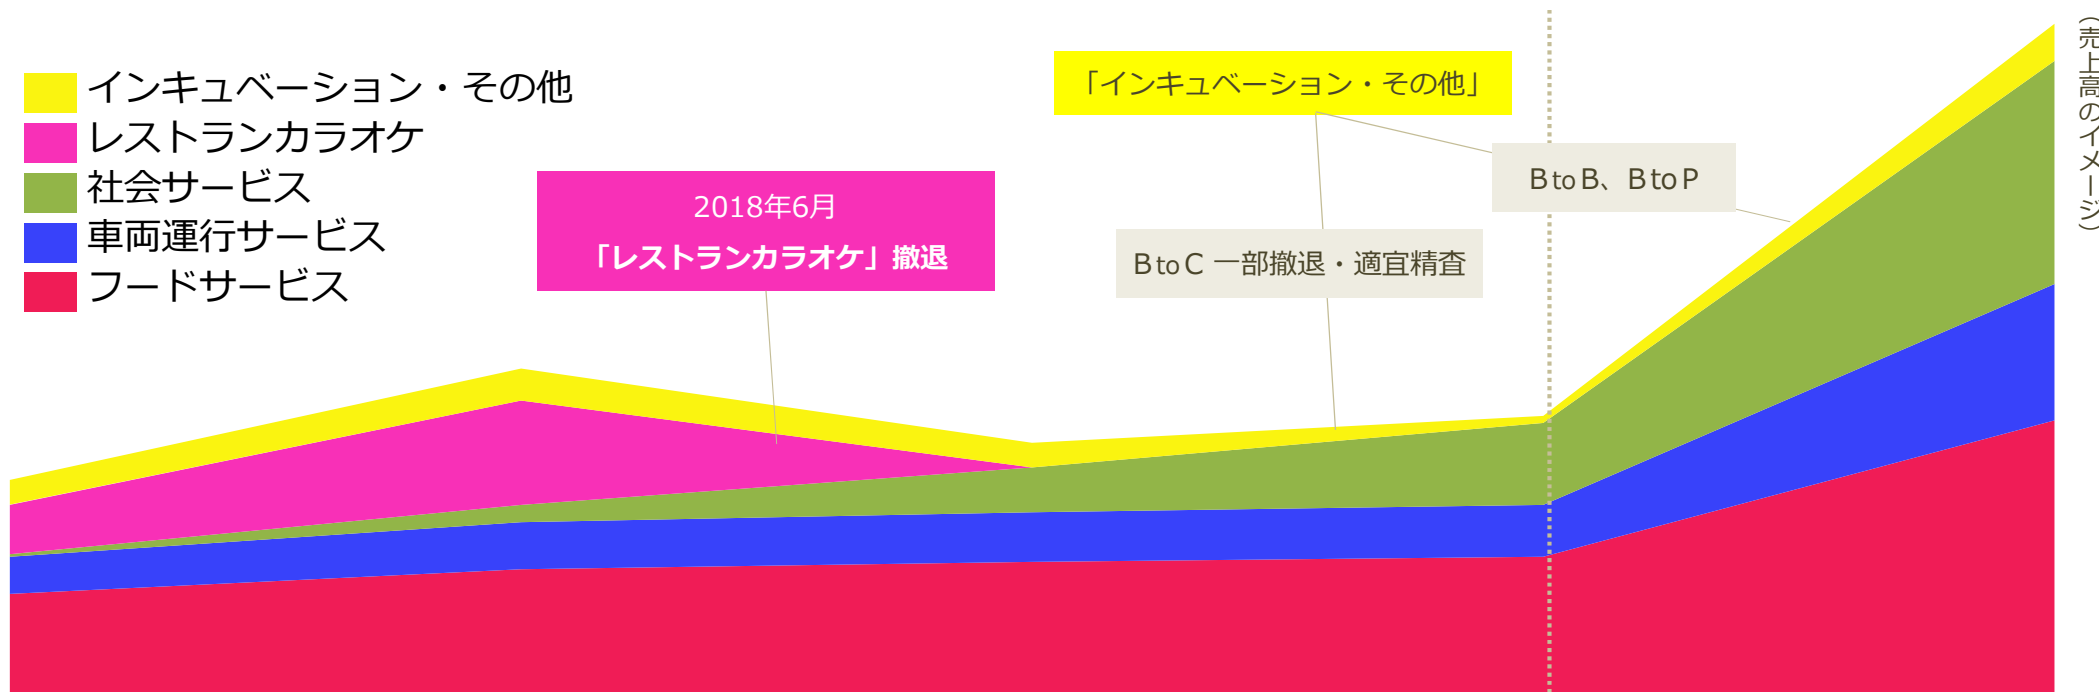 インキュベーション・その他
レストランカラオケ
社会サービス
車両運行サービス
フードサービス
2018年6月
「レストランカラオケ」撤退
「インキュベーション・その他」
BtoB、BtoP
BtoC 一部撤退・適宜精査
（売上高のイメージ）